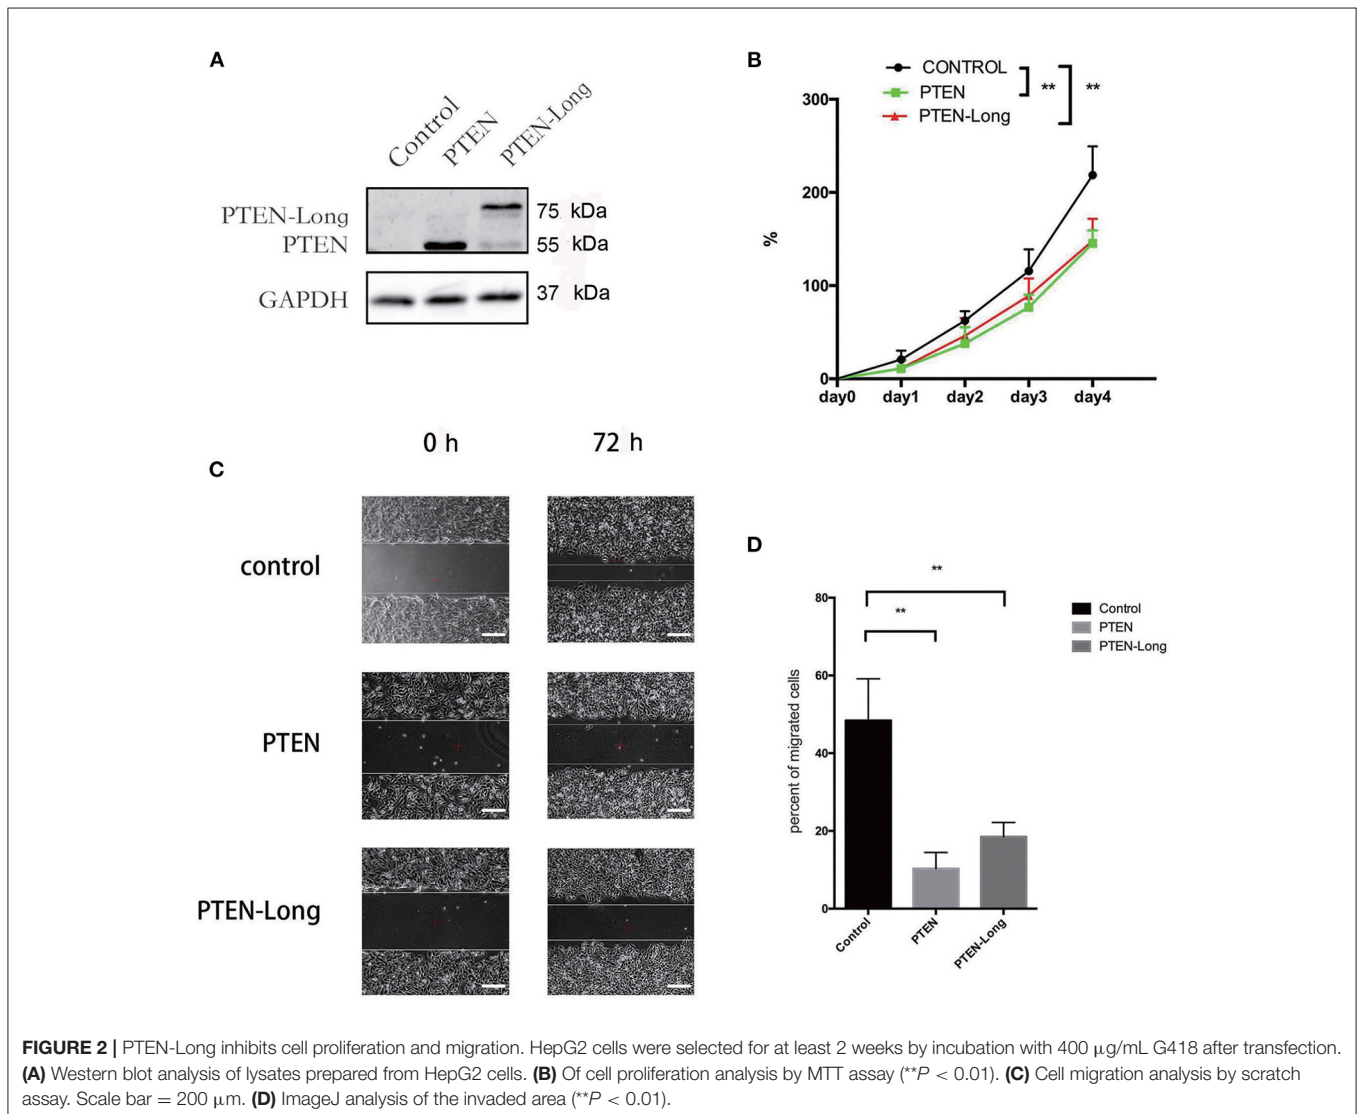 A
Control
PTEN
PTEN-Long
PTEN-Long
75 kDa
PTEN
55 kDa
GAPDH
37 kDa
B
CONTROL
PTEN
PTEN-Long
**
**
300
200
100
0
%
day0 day1 day2 day3 day4
C
0 h 72 h
control
PTEN
PTEN-Long
D
**
**
80
60
40
20
0
percent of migrated cells
Control
PTEN
PTEN-Long
Control
PTEN
PTEN-Long
FIGURE 2 | PTEN-Long inhibits cell proliferation and migration. HepG2 cells were selected for at least 2 weeks by incubation with 400 μg/mL G418 after transfection.
(A) Western blot analysis of lysates prepared from HepG2 cells. (B) Of cell proliferation analysis by MTT assay (**P < 0.01). (C) Cell migration analysis by scratch
assay. Scale bar = 200 μm. (D) ImageJ analysis of the invaded area (**P < 0.01).